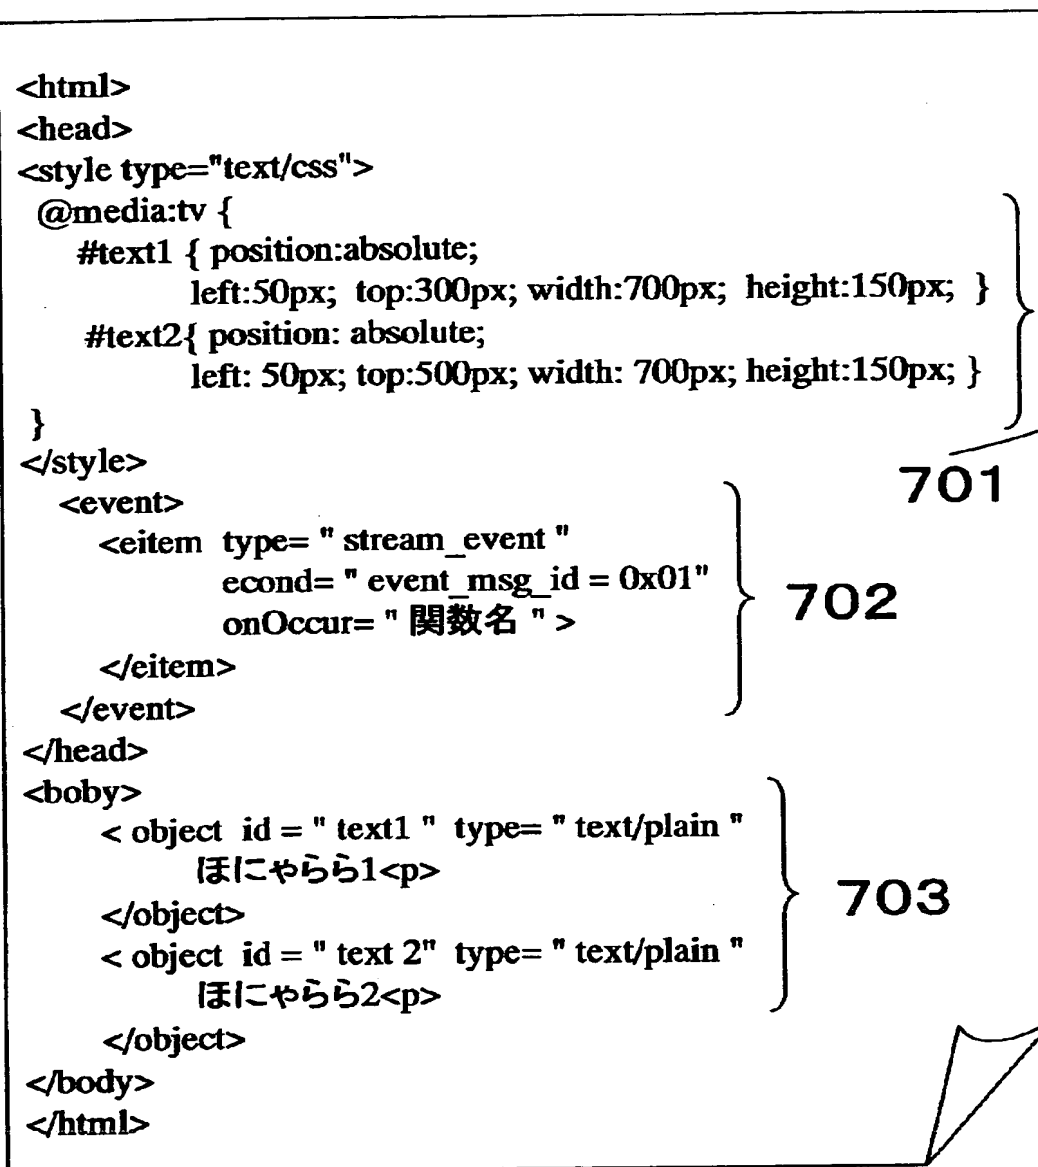 <html>
<head>
<style type="text/css">
@media:tv {
#text1 { position:absolute;
left:50px; top:300px; width:700px; height:150px; }
#text2{ position: absolute;
left: 50px; top:500px; width: 700px; height:150px; }
}
</style>
701
<event>
<eitem type= " stream_event "
econd= " event_msg_id = 0x01"
702
onOccur= " 関数名 " >
</eitem>
</event>
</head>
<boby>
< object id = " text1 " type= " text/plain "
ほにやらら1<p>
703
</object>
< object id = " text 2" type= " text/plain "
ほにやらら2<p>
</object>
</body>
</html>